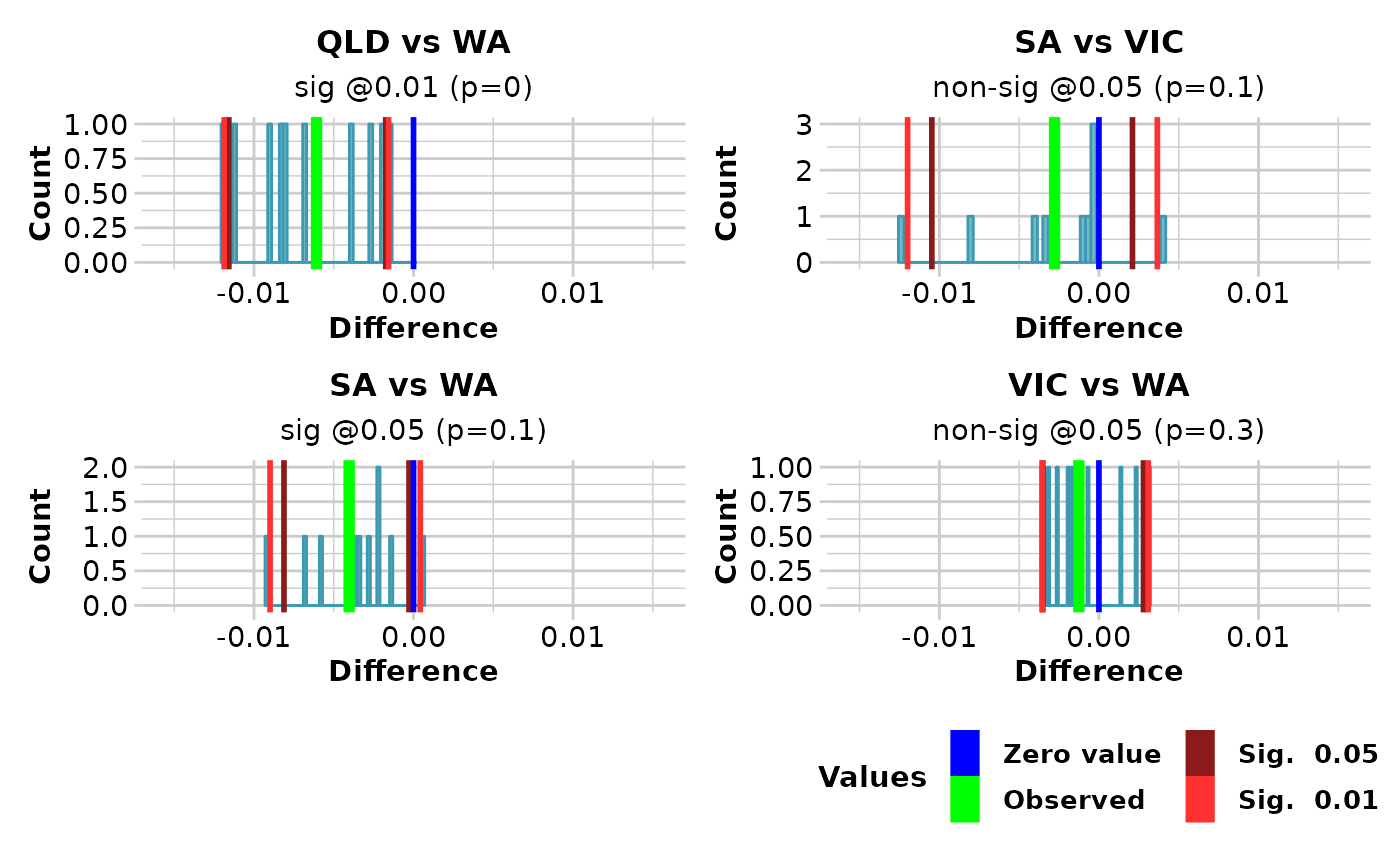 QLD vs WA
sig @0.01 (p=0)
Count
1.00
0.75
0.50
0.25
0.00
-0.01 0.00 0.01
Difference
SA vs VIC
non-sig @0.05 (p=0.1)
Count
3
2
1
0
-0.01 0.00 0.01
Difference
SA vs WA
sig @0.05 (p=0.1)
Count
2.0
1.5
1.0
0.5
0.0
-0.01 0.00 0.01
Difference
VIC vs WA
non-sig @0.05 (p=0.3)
Count
1.00
0.75
0.50
0.25
0.00
-0.01 0.00 0.01
Difference
Values
Zero value
Observed
Sig. 0.05
Sig. 0.01